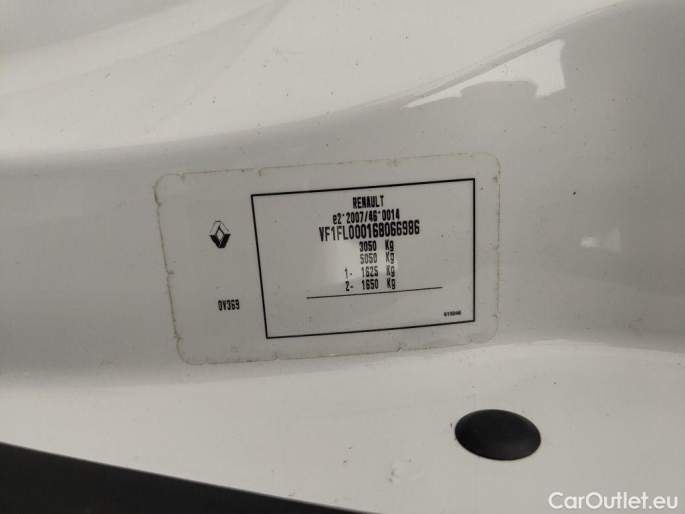 RENAULT
e2*2007/46*0014
VF1FL000168066986
3050 Kg
5050 Kg
1- 1625 Kg
2- 1650 Kg
OV369
CarOutlet.eu